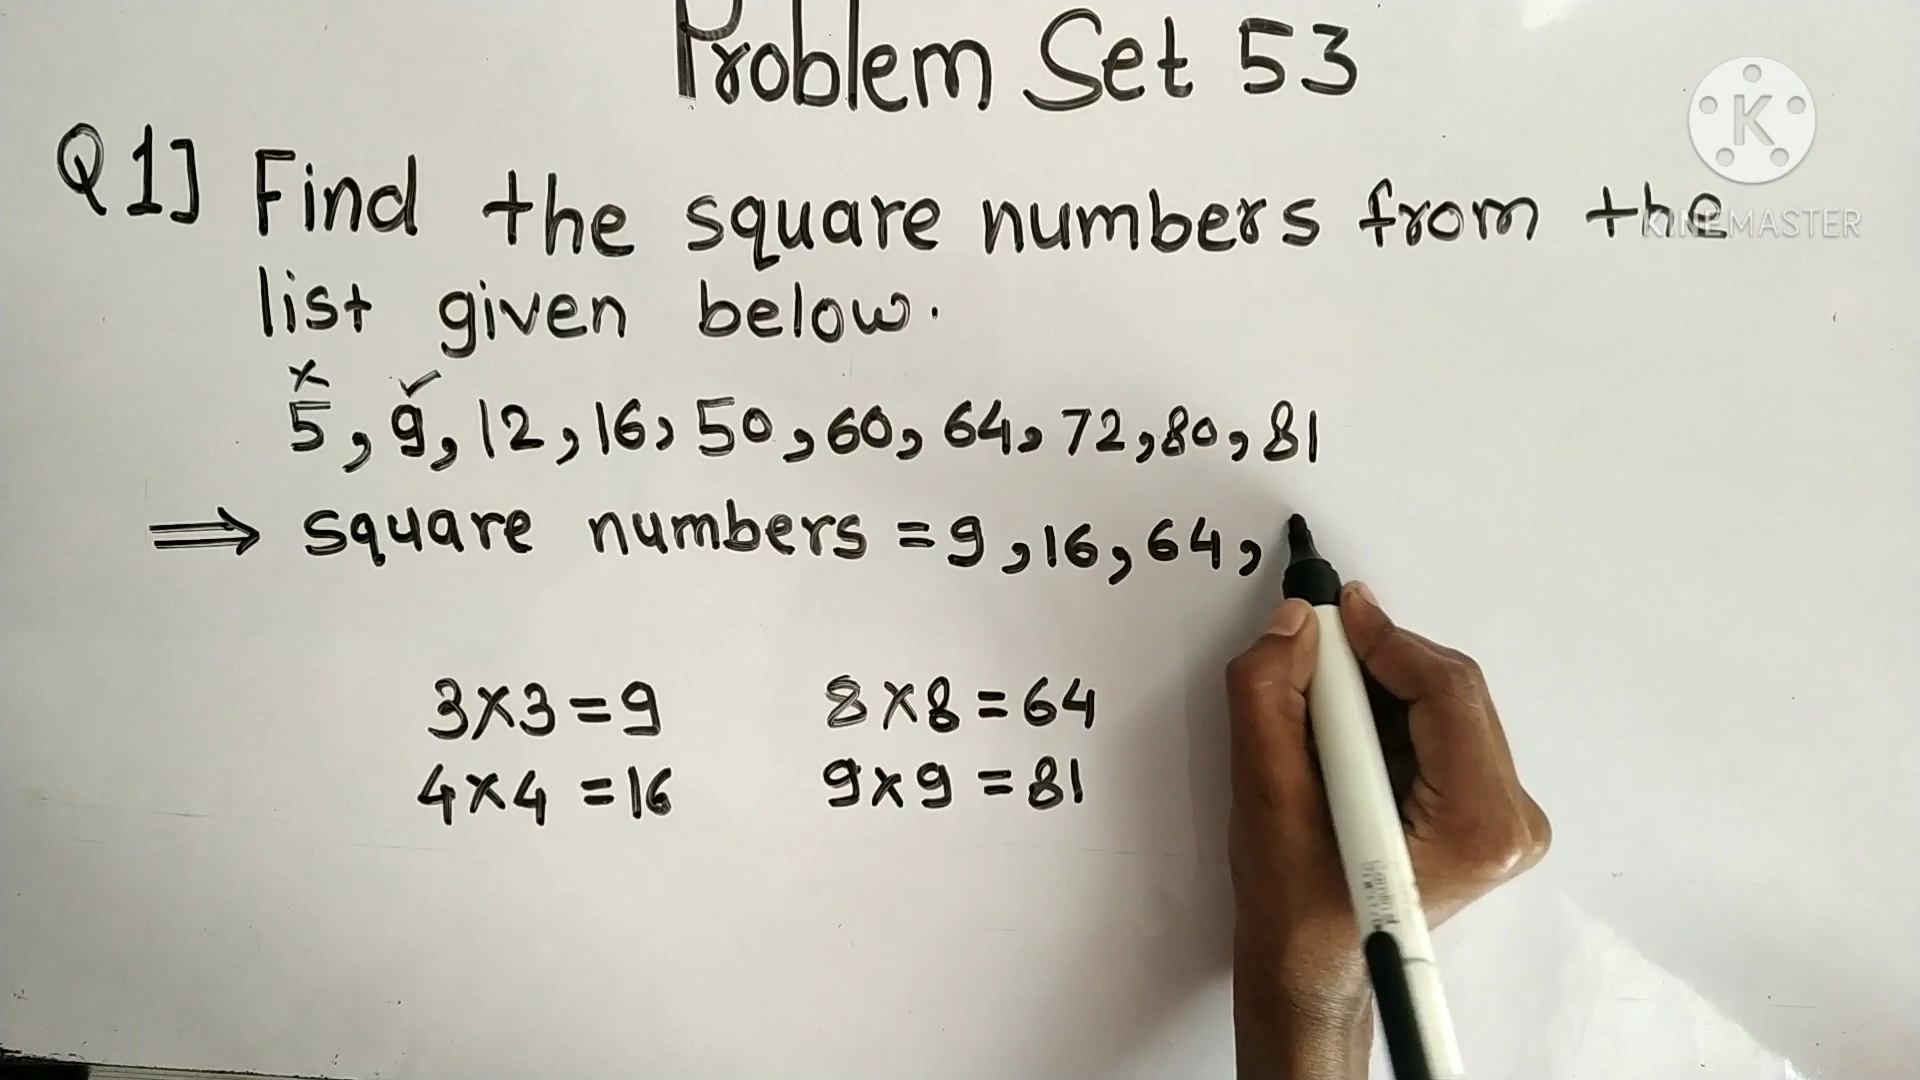 Problem Set 53
K
KINEMASTER
Q1] Find the square numbers from the
list given below.
× ✓
5, 9, 12, 16, 50, 60, 64, 72, 80, 81
⇒ square numbers = 9, 16, 64,
3×3=9 8×8=64
4×4=16 9×9=81